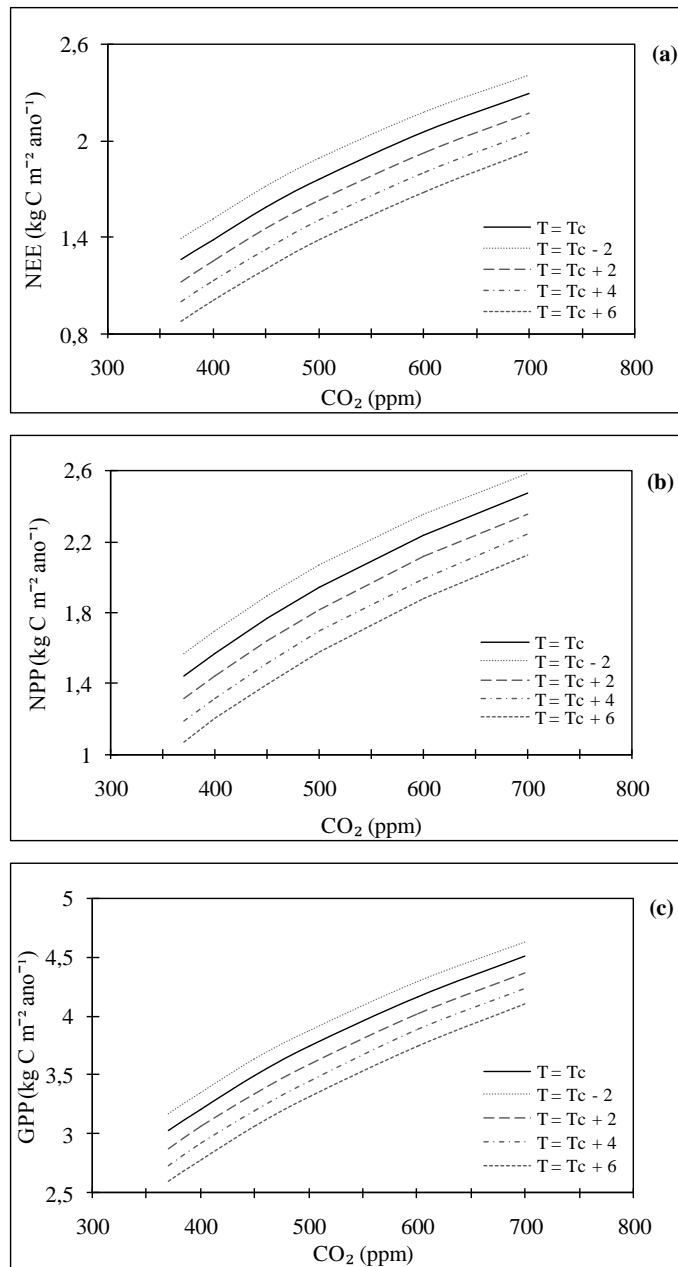 2,6
(a)
2
1,4
0,8
NEE (kg C m⁻² ano⁻¹)
T = Tc
T = Tc - 2
T = Tc + 2
T = Tc + 4
T = Tc + 6
300 400 500 600 700 800
CO₂ (ppm)
2,6
(b)
2,2
1,8
1,4
1
NPP (kg C m⁻² ano⁻¹)
T = Tc
T = Tc - 2
T = Tc + 2
T = Tc + 4
T = Tc + 6
300 400 500 600 700 800
CO₂ (ppm)
5
(c)
4,5
4
3,5
3
2,5
GPP (kg C m⁻² ano⁻¹)
T = Tc
T = Tc - 2
T = Tc + 2
T = Tc + 4
T = Tc + 6
300 400 500 600 700 800
CO₂ (ppm)